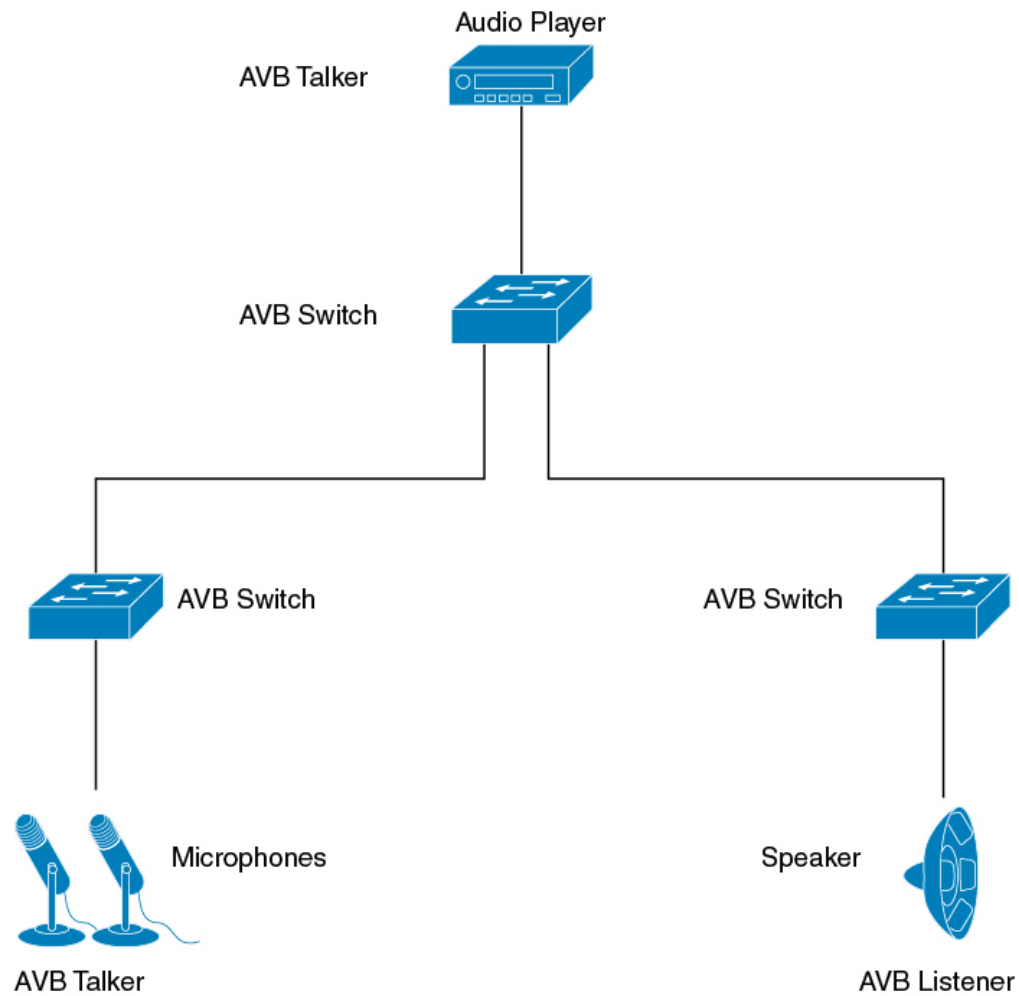 Audio Player
AVB Talker
AVB Switch
AVB Switch
AVB Switch
Microphones
Speaker
AVB Talker
AVB Listener